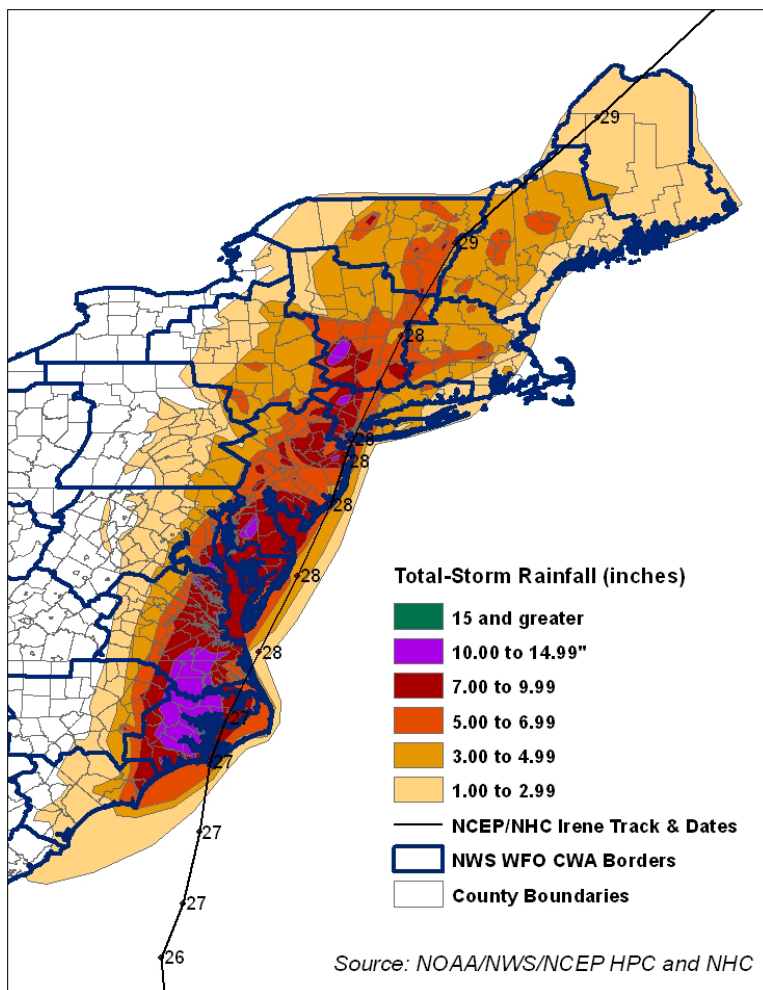 29
29
28
28
28
28
28
28
27
27
27
27
26
Total-Storm Rainfall (inches)
15 and greater
10.00 to 14.99"
7.00 to 9.99
5.00 to 6.99
3.00 to 4.99
1.00 to 2.99
NCEP/NHC Irene Track & Dates
NWS WFO CWA Borders
County Boundaries
Source: NOAA/NWS/NCEP HPC and NHC